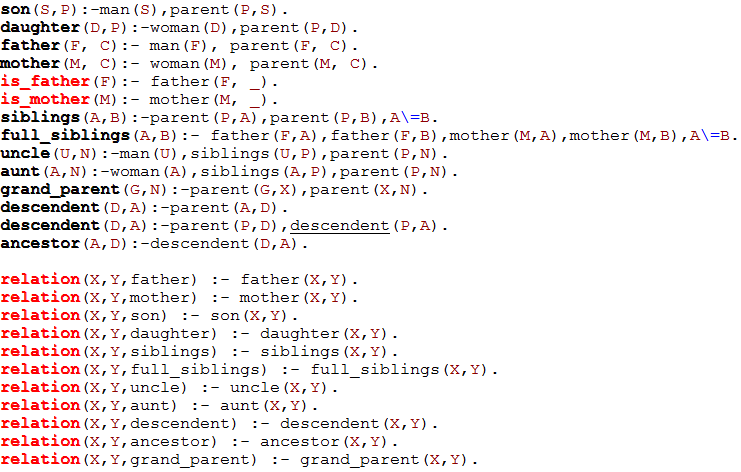 son(S,P):-man(S),parent(P,S).
daughter(D,P):-woman(D),parent(P,D).
father(F, C):- man(F), parent(F, C).
mother(M, C):- woman(M), parent(M, C).
is_father(F):- father(F, _).
is_mother(M):- mother(M, _).
siblings(A,B):-parent(P,A),parent(P,B),A\=B.
full_siblings(A,B):- father(F,A),father(F,B),mother(M,A),mother(M,B),A\=B.
uncle(U,N):-man(U),siblings(U,P),parent(P,N).
aunt(A,N):-woman(A),siblings(A,P),parent(P,N).
grand_parent(G,N):-parent(G,X),parent(X,N).
descendent(D,A):-parent(A,D).
descendent(D,A):-parent(P,D),descendent(P,A).
ancestor(A,D):-descendent(D,A).
relation(X,Y,father) :- father(X,Y).
relation(X,Y,mother) :- mother(X,Y).
relation(X,Y,son) :- son(X,Y).
relation(X,Y,daughter) :- daughter(X,Y).
relation(X,Y,siblings) :- siblings(X,Y).
relation(X,Y,full_siblings) :- full_siblings(X,Y).
relation(X,Y,uncle) :- uncle(X,Y).
relation(X,Y,aunt) :- aunt(X,Y).
relation(X,Y,descendent) :- descendent(X,Y).
relation(X,Y,ancestor) :- ancestor(X,Y).
relation(X,Y,grand_parent) :- grand_parent(X,Y).